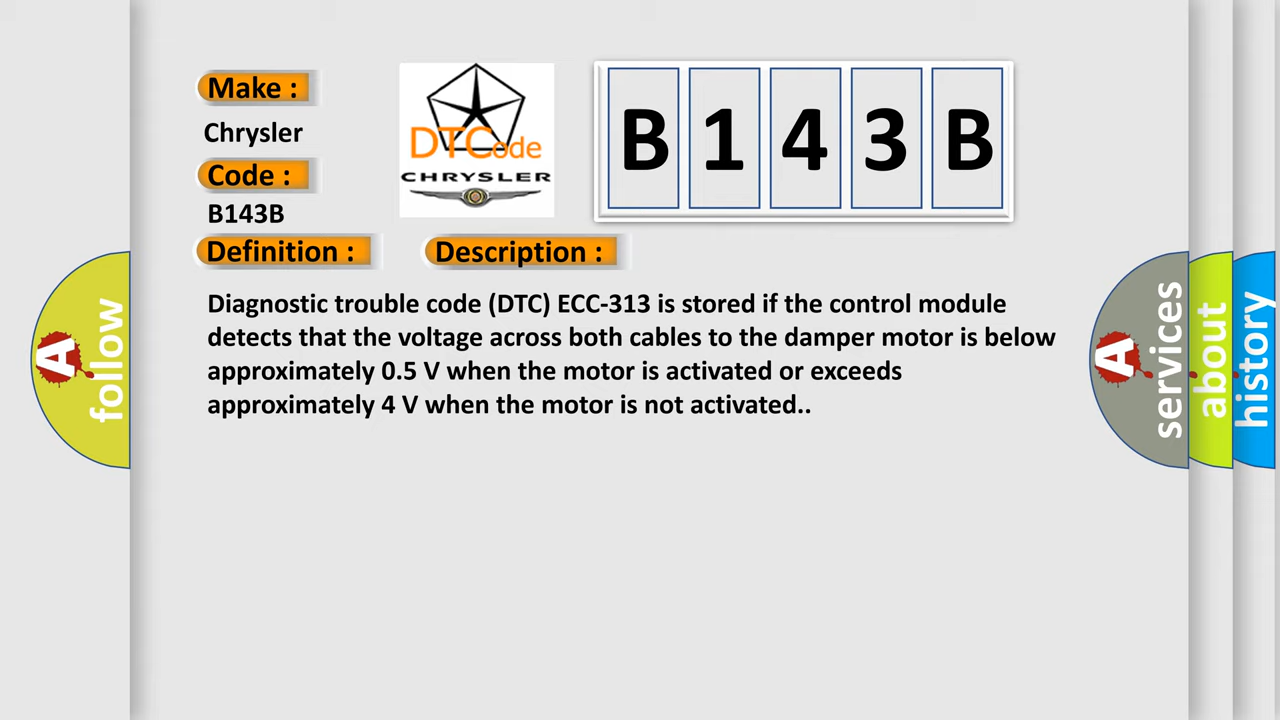 Make :
Chrysler
Code :
B143B
Definition :
Description :
DTCode
CHRYSLER
B 1 4 3 B
Diagnostic trouble code (DTC) ECC-313 is stored if the control module
detects that the voltage across both cables to the damper motor is below
approximately 0.5 V when the motor is activated or exceeds
approximately 4 V when the motor is not activated..
A
follow
A
services
about
history